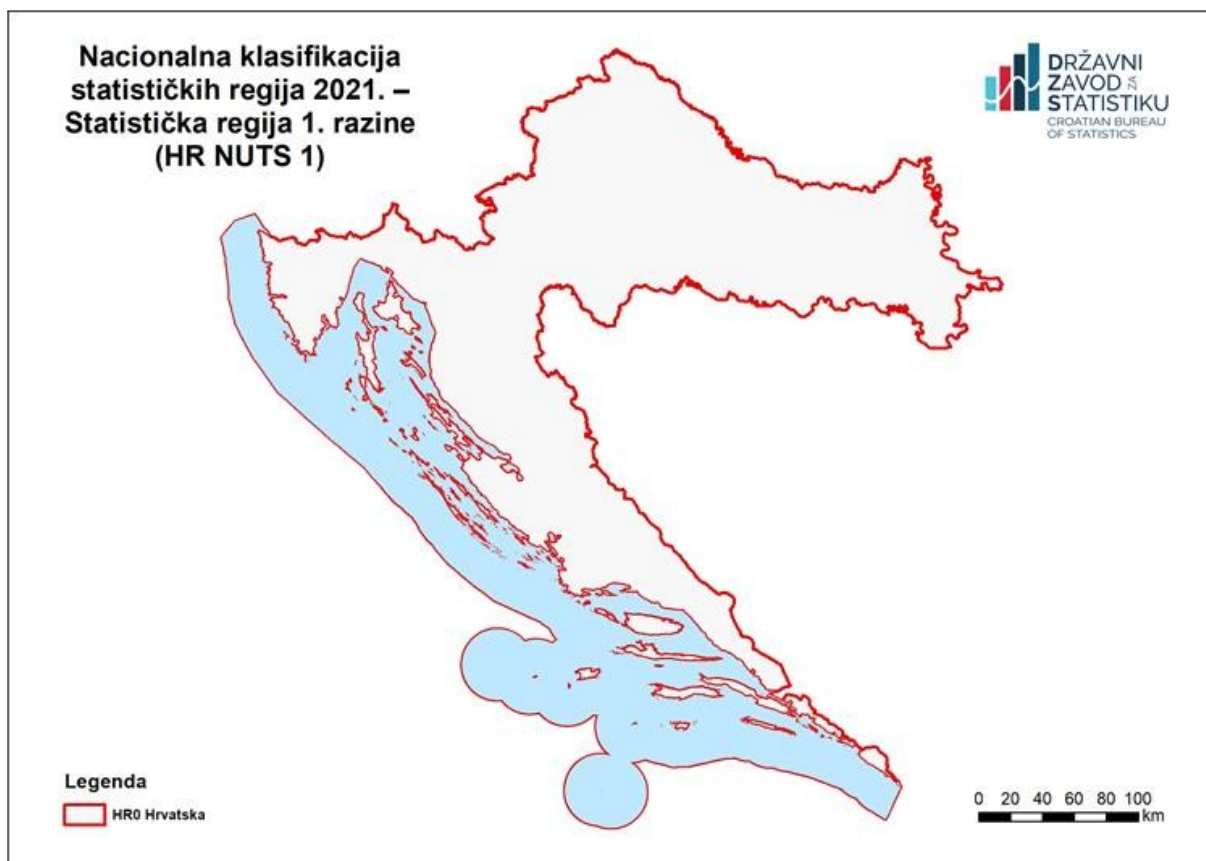 Nacionalna klasifikacija
statističkih regija 2021. –
Statistička regija 1. razine
(HR NUTS 1)
DRŽAVNI
ZAVOD ZA
STATISTIKU
CROATIAN BUREAU
OF STATISTICS
Legenda
HR0 Hrvatska
0 20 40 60 80 100
km